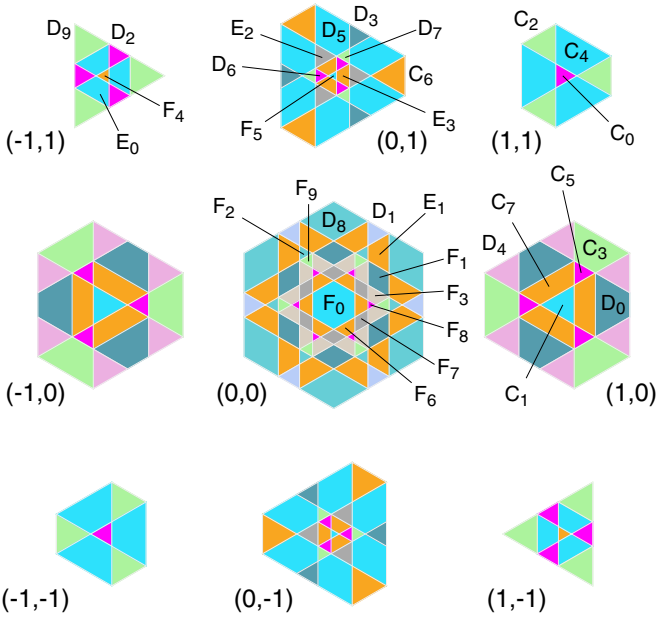 D9 D2
F4
E0
(-1,1)
E2 D5 D3 D7
D6 C6
F5 E3
(0,1)
C2 C4
C0
(1,1)
F2 F9 D8 D1 E1
F1
F0 F3
F8
F7
F6
C7 C5
D4 C3
D0
C1
(-1,0) (0,0) (1,0)
(-1,-1) (0,-1) (1,-1)